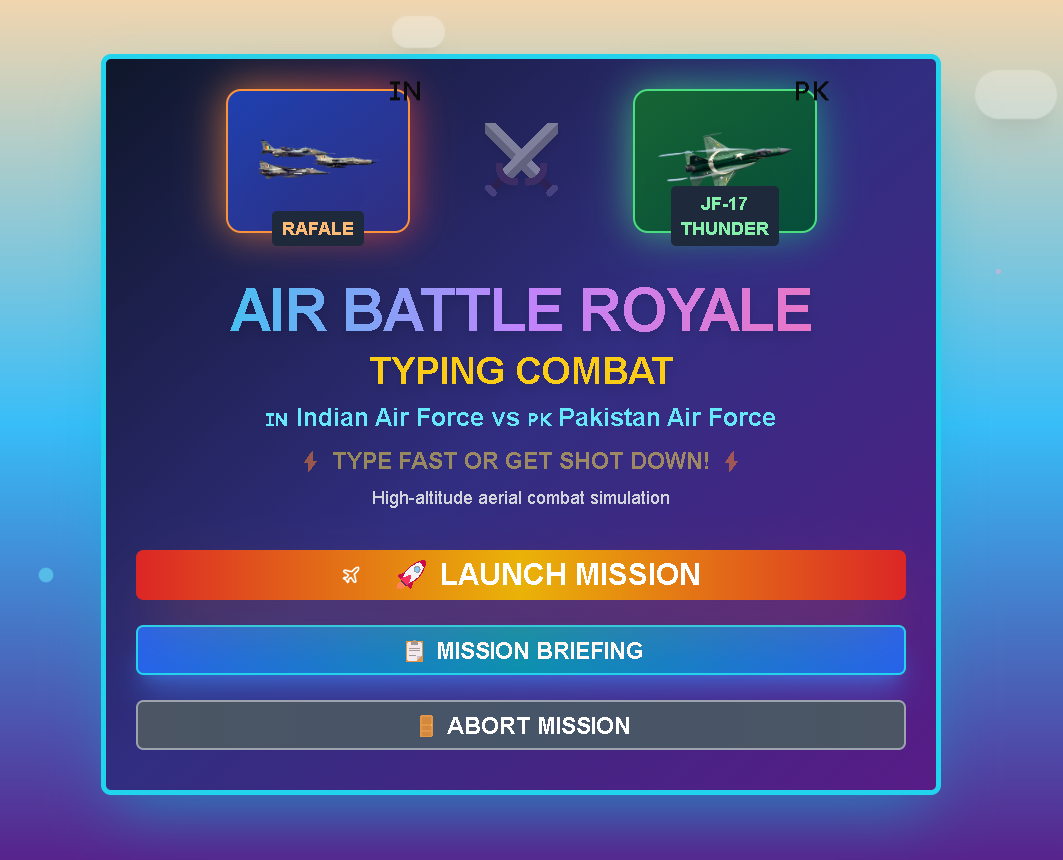 IN
PK
RAFALE
JF-17
THUNDER
AIR BATTLE ROYALE
TYPING COMBAT
IN Indian Air Force vs PK Pakistan Air Force
⚡ TYPE FAST OR GET SHOT DOWN! ⚡
High-altitude aerial combat simulation
🚀 LAUNCH MISSION
📋 MISSION BRIEFING
🚪 ABORT MISSION